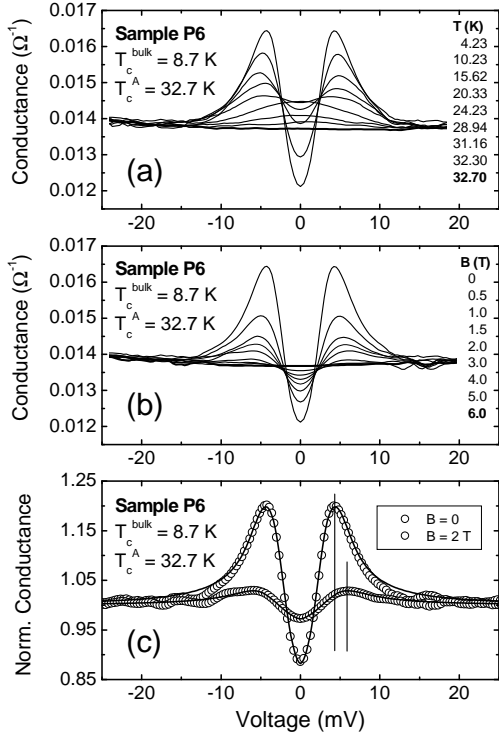 0.017
0.016
0.015
0.014
0.013
0.012
Conductance (Ω⁻¹)
Sample P6
T_c^bulk = 8.7 K
T_c^A = 32.7 K
(a)
T (K)
4.23
10.23
15.62
20.33
24.23
28.94
31.16
32.30
32.70
-20 -10 0 10 20
0.017
0.016
0.015
0.014
0.013
0.012
Conductance (Ω⁻¹)
Sample P6
T_c^bulk = 8.7 K
T_c^A = 32.7 K
(b)
B (T)
0
0.5
1.0
1.5
2.0
3.0
4.0
5.0
6.0
-20 -10 0 10 20
1.25
1.15
1.05
0.95
0.85
Norm. Conductance
Sample P6
T_c^bulk = 8.7 K
T_c^A = 32.7 K
(c)
B = 0
B = 2 T
-20 -10 0 10 20
Voltage (mV)